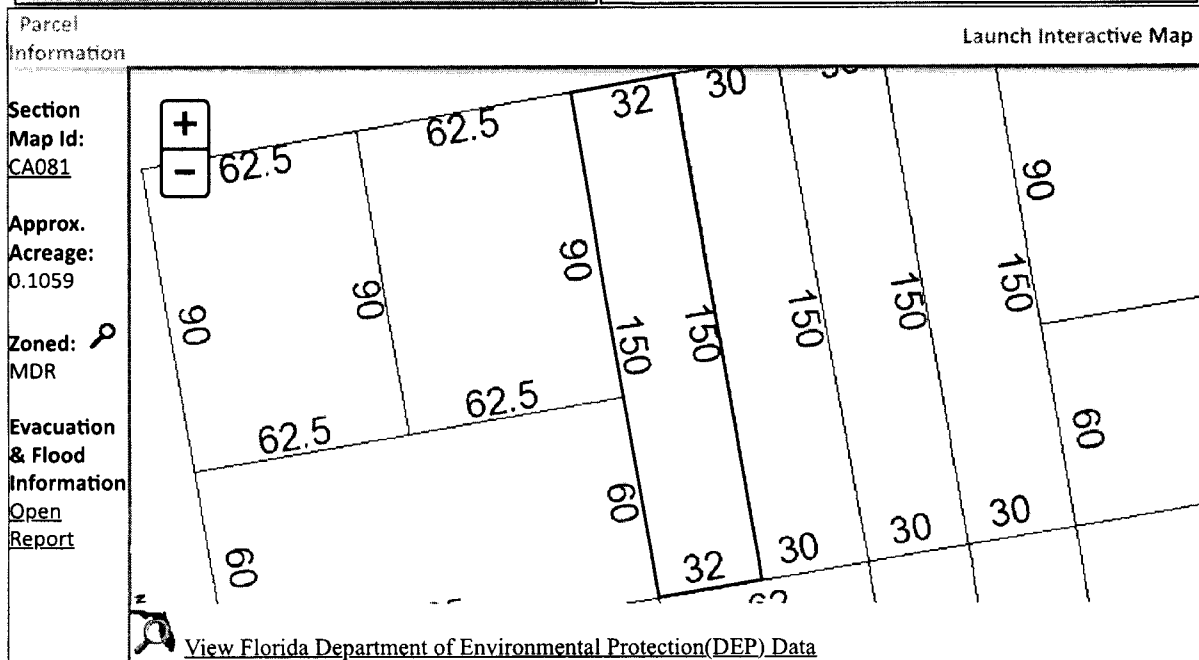 Parcel
Information
Launch Interactive Map
Section
Map Id:
CA081
Approx.
Acreage:
0.1059
Zoned:
MDR
Evacuation
& Flood
Information
Open
Report
+
−
62.5
62.5
32
30
90
90
90
150
150
150
150
150
90
62.5
62.5
60
60
60
32
30
30
30
z
View Florida Department of Environmental Protection(DEP) Data